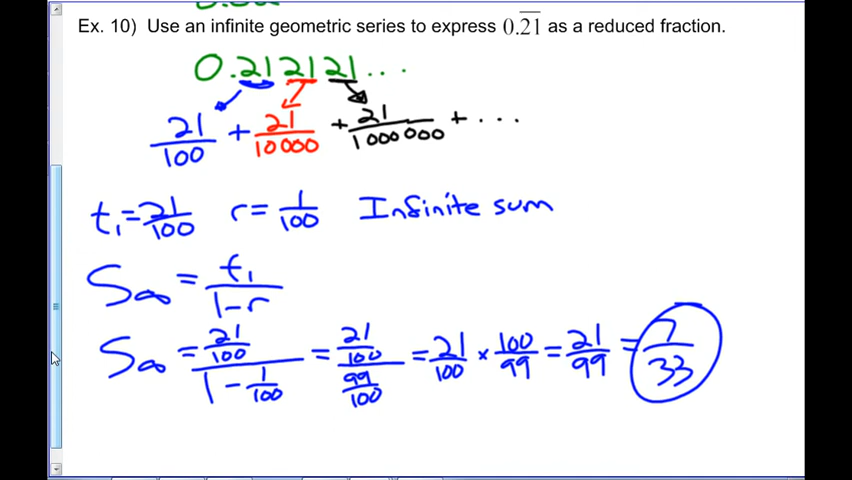 Ex. 10) Use an infinite geometric series to express 0.\overline{21} as a reduced fraction.
0.212121...
21/100 + 21/10000 + 21/1000000 + ...
t₁ = 21/100 r = 1/100 Infinite sum
S∞ = t₁/(1-r)
S∞ = (21/100)/(1 - 1/100) = (21/100)/(99/100) = 21/100 × 100/99 = 21/99 = 7/33